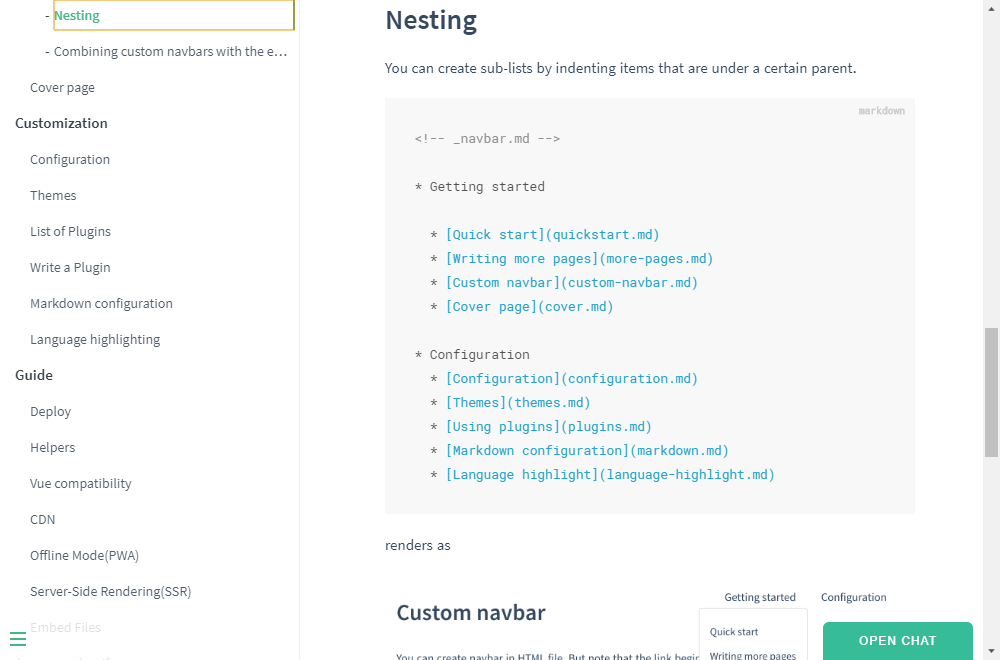 - Nesting
- Combining custom navbars with the e…
Cover page
Customization
Configuration
Themes
List of Plugins
Write a Plugin
Markdown configuration
Language highlighting
Guide
Deploy
Helpers
Vue compatibility
CDN
Offline Mode(PWA)
Server-Side Rendering(SSR)
Embed Files
Nesting
You can create sub-lists by indenting items that are under a certain parent.
markdown
<!-- _navbar.md -->
* Getting started
* [Quick start](quickstart.md)
* [Writing more pages](more-pages.md)
* [Custom navbar](custom-navbar.md)
* [Cover page](cover.md)
* Configuration
* [Configuration](configuration.md)
* [Themes](themes.md)
* [Using plugins](plugins.md)
* [Markdown configuration](markdown.md)
* [Language highlight](language-highlight.md)
renders as
Getting started Configuration
Custom navbar
Quick start
You can create navbar in HTML file. But note that the link begin
Writing more pages
OPEN CHAT